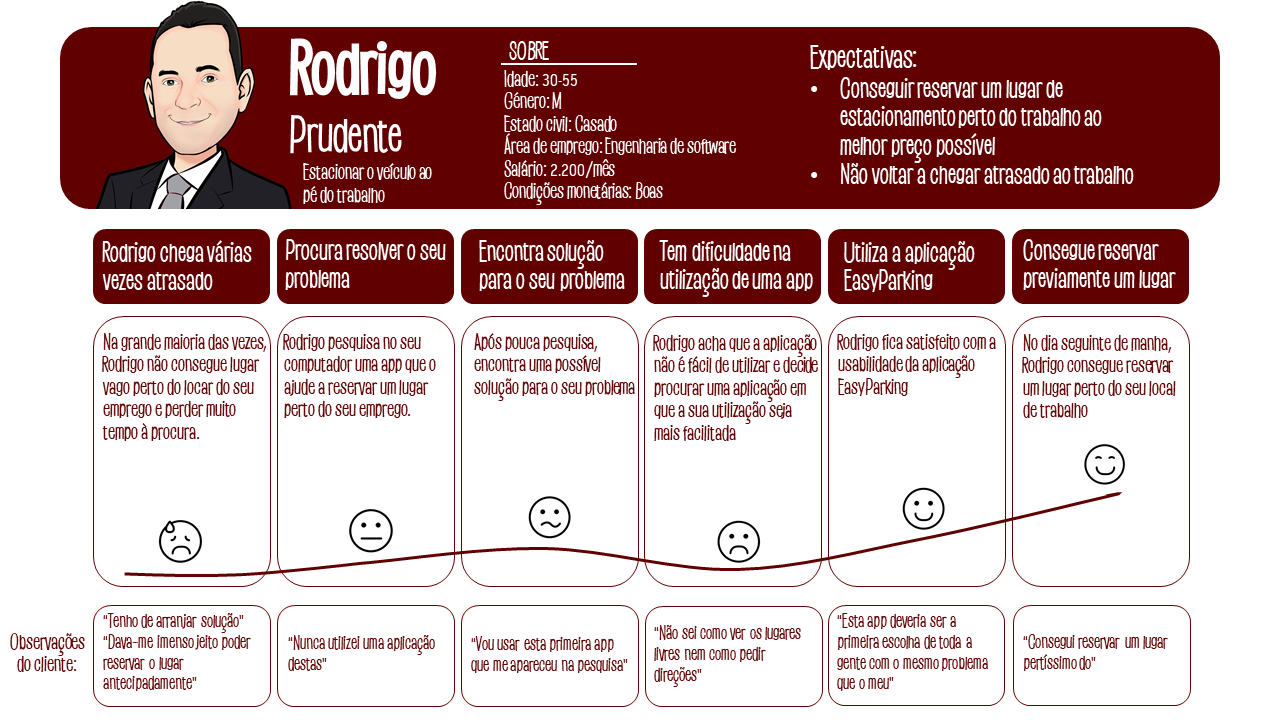 Rodrigo
Prudente
Estacionar o veículo ao
pé do trabalho
SOBRE
Idade: 30-55
Género: M
Estado civil: Casado
Área de emprego: Engenharia de software
Salário: 2.200/mês
Condições monetárias: Boas
Expectativas:
• Conseguir reservar um lugar de
estacionamento perto do trabalho ao
melhor preço possível
• Não voltar a chegar atrasado ao trabalho
Rodrigo chega várias
vezes atrasado
Procura resolver o seu
problema
Encontra solução
para o seu problema
Tem dificuldade na
utilização de uma app
Utiliza a aplicação
EasyParking
Consegue reservar
previamente um lugar
Na grande maioria das vezes,
Rodrigo não consegue lugar
vago perto do locar do seu
emprego e perder muito
tempo à procura.
Rodrigo pesquisa no seu
computador uma app que o
ajude a reservar um lugar
perto do seu emprego.
Após pouca pesquisa,
encontra uma possível
solução para o seu problema
Rodrigo acha que a aplicação
não é fácil de utilizar e decide
procurar uma aplicação em
que a sua utilização seja
mais facilitada
Rodrigo fica satisfeito com a
usabilidade da aplicação
EasyParking
No dia seguinte de manha,
Rodrigo consegue reservar
um lugar perto do seu local
de trabalho
Observações
do cliente:
"Tenho de arranjar solução"
"Dava-me imenso jeito poder
reservar o lugar
antecipadamente"
"Nunca utilizei uma aplicação
destas"
"Vou usar esta primeira app
que me apareceu na pesquisa"
"Não sei como ver os lugares
livres nem como pedir
direções"
"Esta app deveria ser a
primeira escolha de toda a
gente com o mesmo problema
que o meu"
"Consegui reservar um lugar
pertíssimo do"